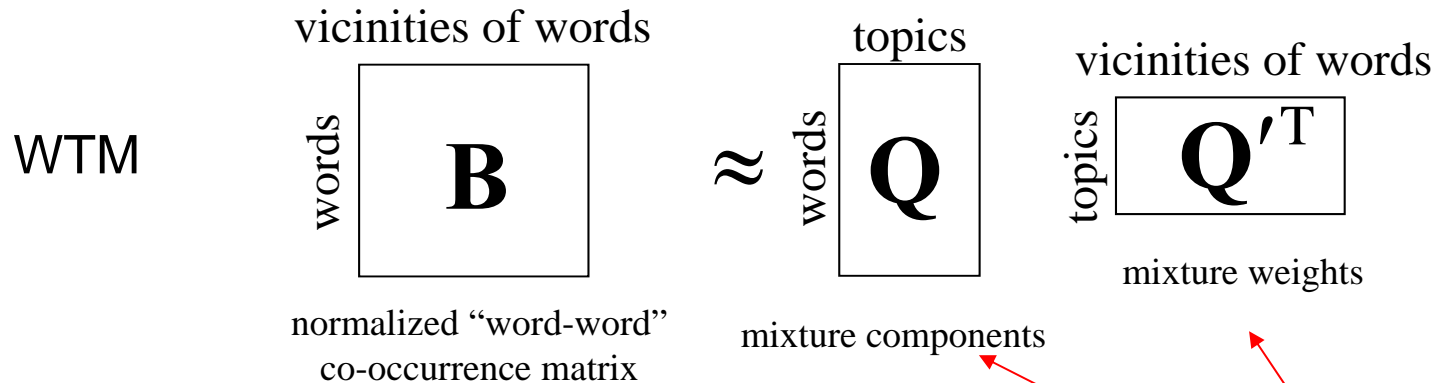 vicinities of words
topics
vicinities of words
WTM
words
B
≈
words
Q
topics
Q′T
mixture weights
normalized “word-word”
co-occurrence matrix
mixture components